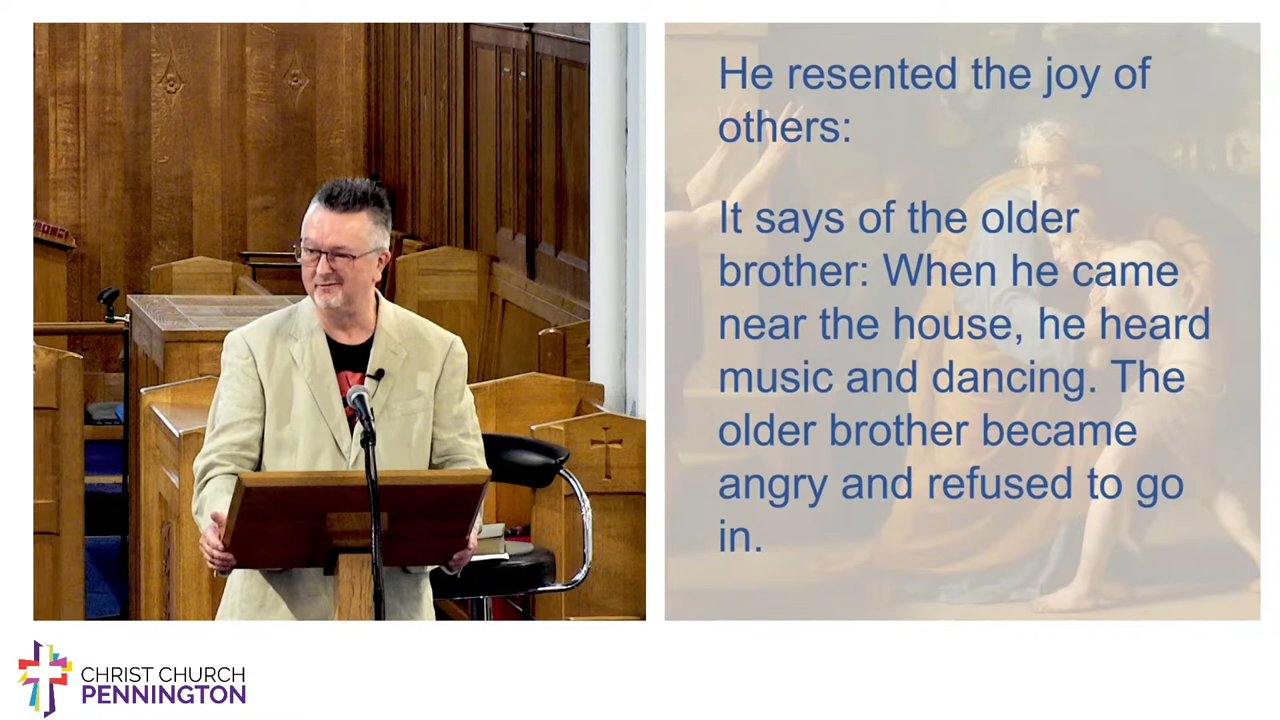 He resented the joy of
others:
It says of the older
brother: When he came
near the house, he heard
music and dancing. The
older brother became
angry and refused to go
in.
CHRIST CHURCH
PENNINGTON